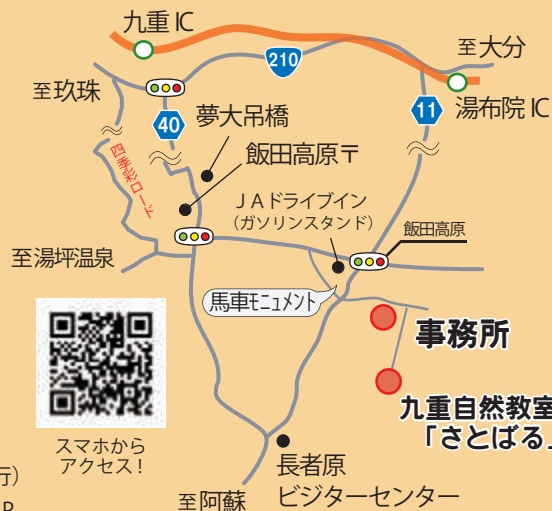 九重 IC
210
至大分
至玖珠
40
夢大吊橋
11
湯布院 IC
四季彩ロード
飯田高原〒
JAドライブイン
(ガソリンスタンド)
飯田高原
至湯坪温泉
馬車モニュメント
事務所
九重自然教室
「さとばる」
スマホから
アクセス!
長者原
ビジターセンター
行)
至阿蘇